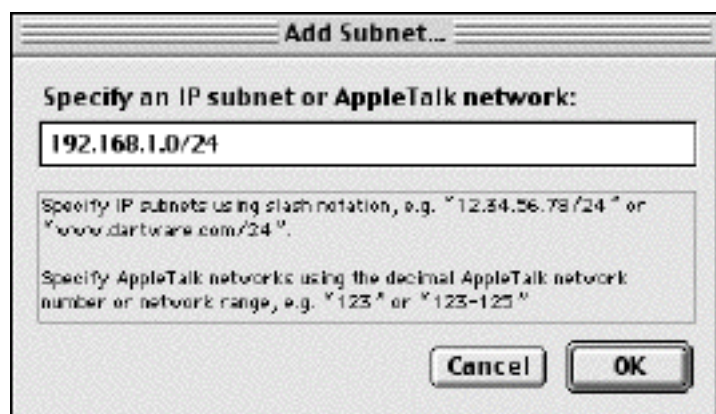 Add Subnet...
Specify an IP subnet or AppleTalk network:
192.168.1.0/24
Specify IP subnets using slash notation, e.g. "12.34.56.78/24" or
"www.dartware.com/24".
Specify AppleTalk networks using the decimal AppleTalk network
number or network range, e.g. "123" or "123-125"
Cancel OK